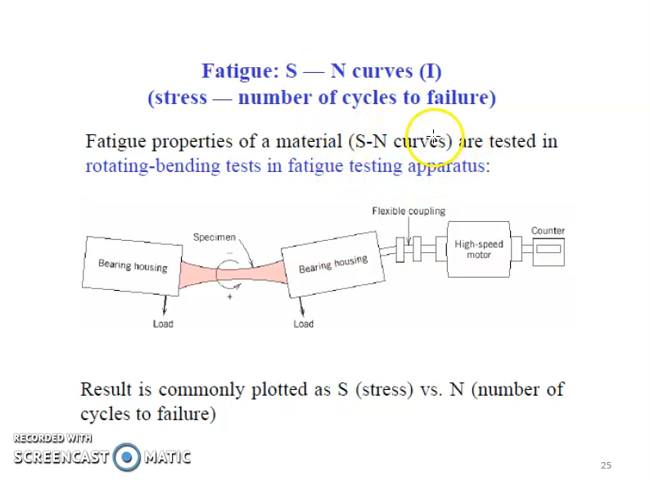 Fatigue: S — N curves (I)
(stress — number of cycles to failure)
Fatigue properties of a material (S-N curves) are tested in
rotating-bending tests in fatigue testing apparatus:
Flexible coupling
Specimen
Counter
High-speed
motor
Bearing housing
Bearing housing
−
+
Load
Load
Result is commonly plotted as S (stress) vs. N (number of
cycles to failure)
RECORDED WITH
SCREENCAST MATIC
25